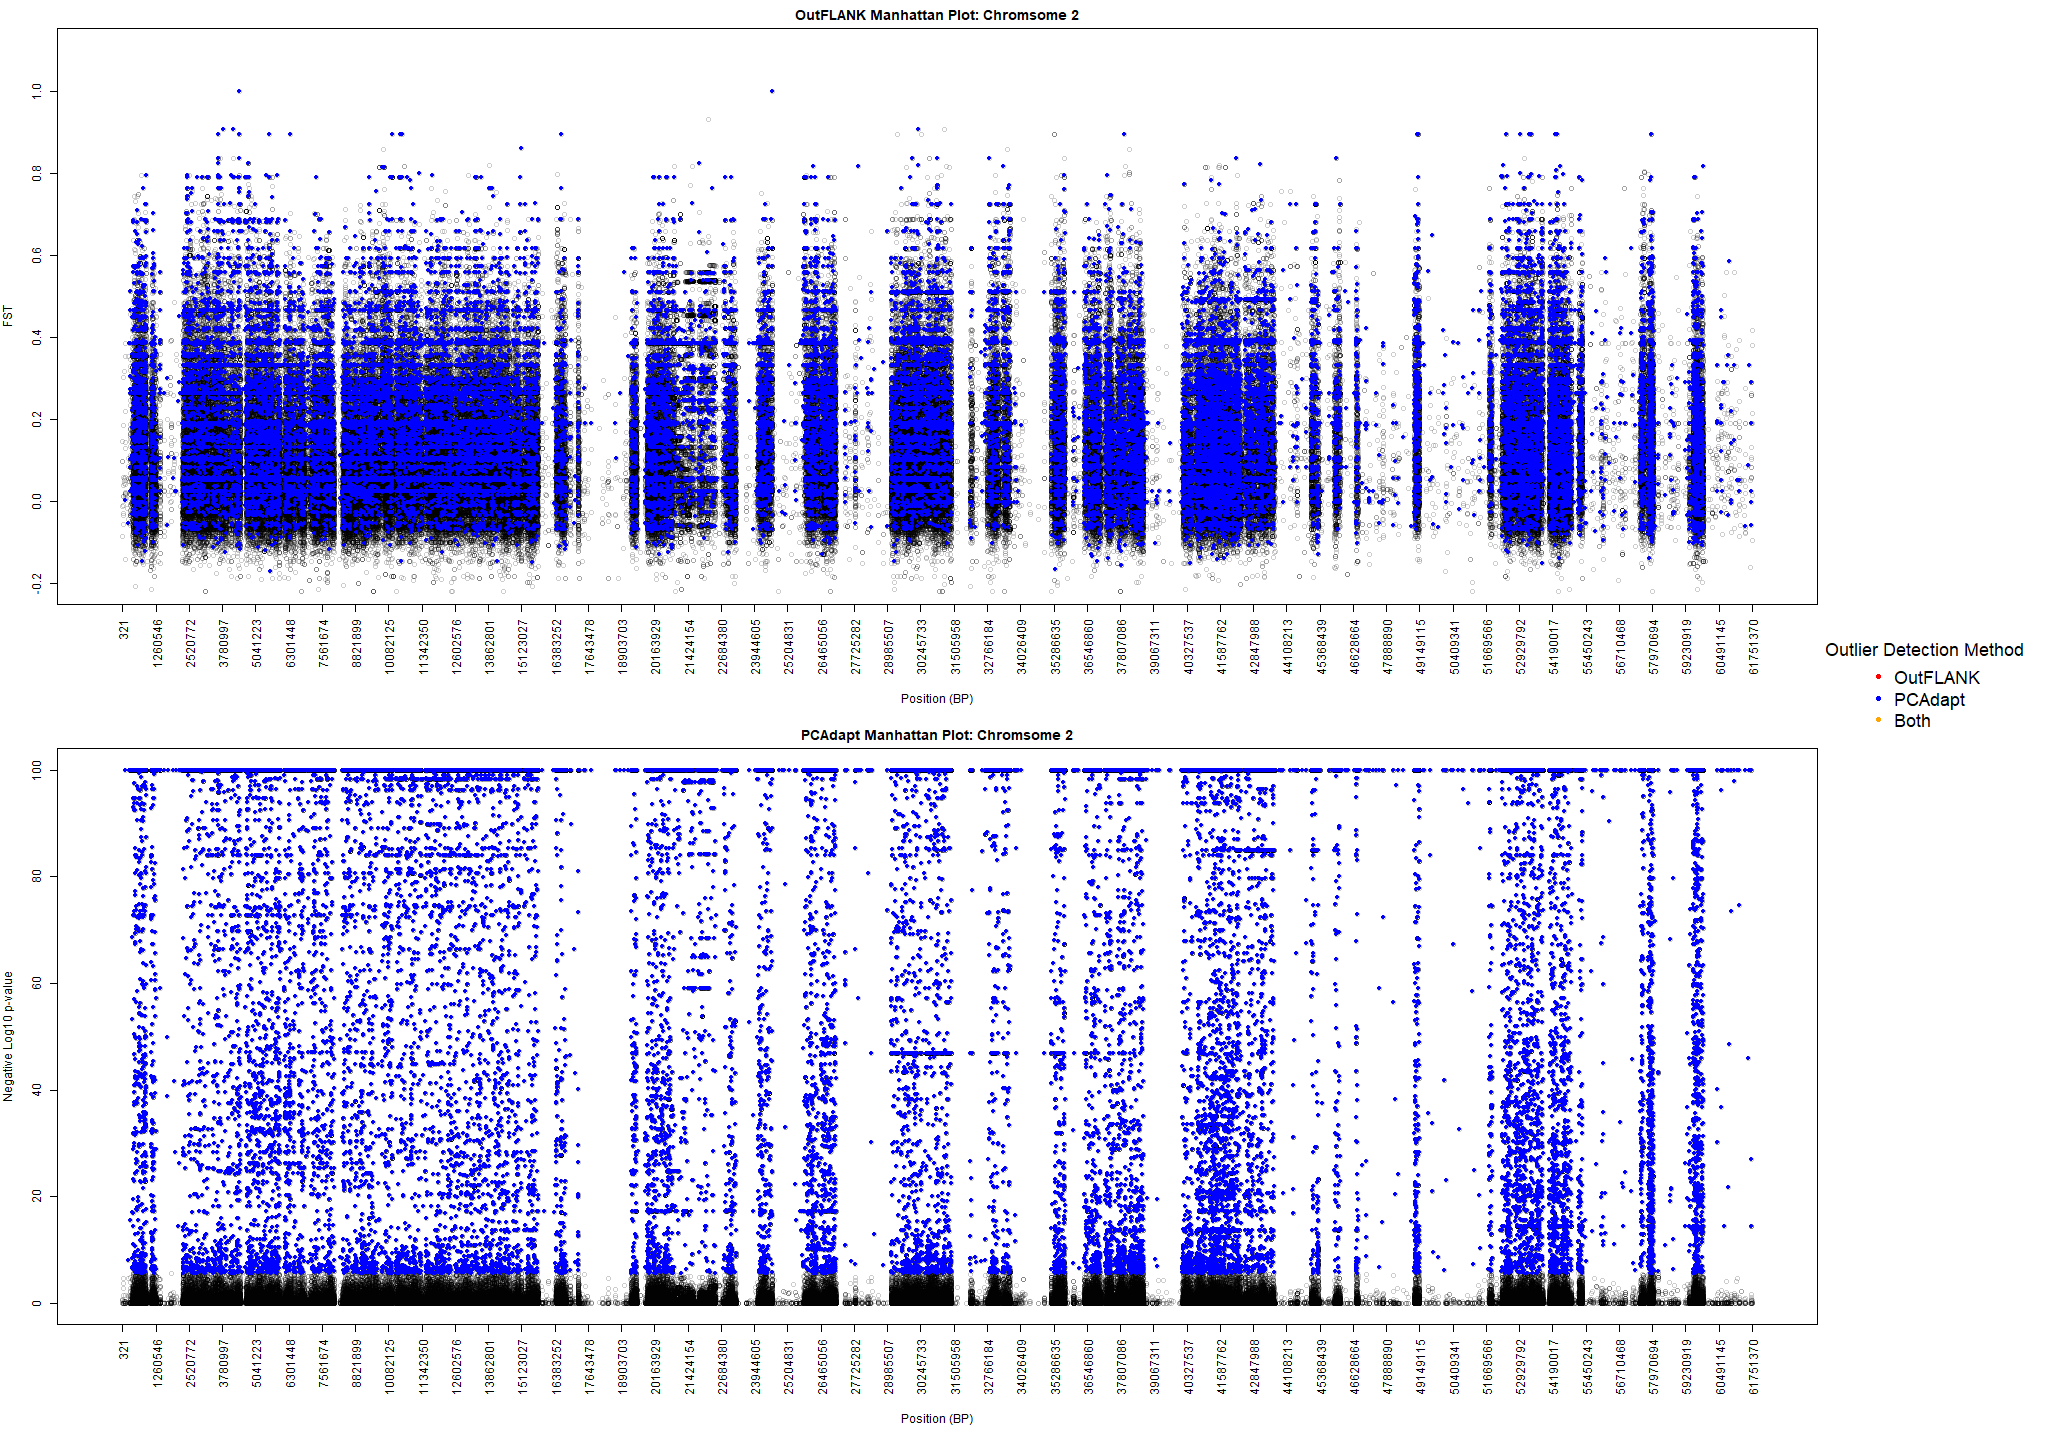 OutFLANK Manhattan Plot: Chromsome 2
FST
-0.2 0.0 0.2 0.4 0.6 0.8 1.0
321 1260546 2520772 3780997 5041223 6301448 7561674 8821899 10082125 11342350 12602576 13862801 15123027 16383252 17643478 18903703 20163929 21424154 22684380 23944605 25204831 26465056 27725282 28985507 30245733 31505958 32766184 34026409 35286635 36546860 37807086 39067311 40327537 41587762 42847988 44108213 45368439 46628664 47888890 49149115 50409341 51669566 52929792 54190017 55450243 56710468 57970694 59230919 60491145 61751370
Position (BP)
Outlier Detection Method
OutFLANK
PCAdapt
Both
PCAdapt Manhattan Plot: Chromsome 2
Negative Log10 p-value
0 20 40 60 80 100
321 1260546 2520772 3780997 5041223 6301448 7561674 8821899 10082125 11342350 12602576 13862801 15123027 16383252 17643478 18903703 20163929 21424154 22684380 23944605 25204831 26465056 27725282 28985507 30245733 31505958 32766184 34026409 35286635 36546860 37807086 39067311 40327537 41587762 42847988 44108213 45368439 46628664 47888890 49149115 50409341 51669566 52929792 54190017 55450243 56710468 57970694 59230919 60491145 61751370
Position (BP)